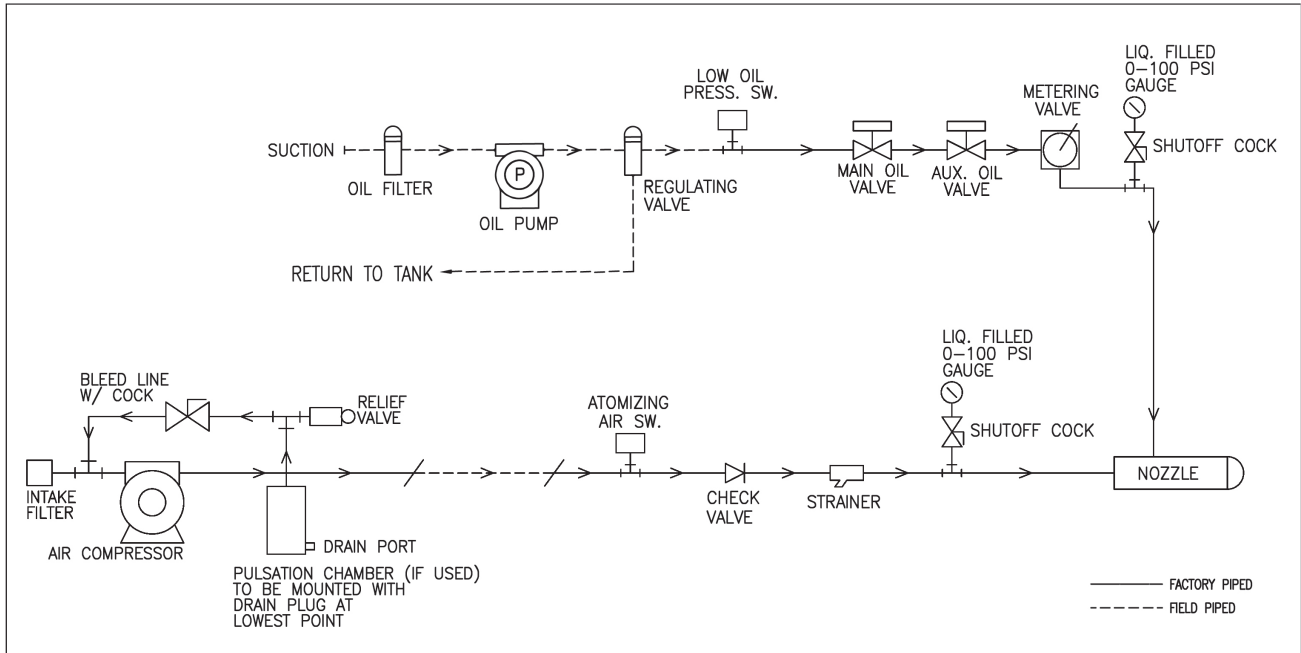 LIQ. FILLED
0-100 PSI
GAUGE
LOW OIL
PRESS. SW.
METERING
VALVE
SHUTOFF COCK
SUCTION
OIL FILTER
P
OIL PUMP
REGULATING
VALVE
MAIN OIL
VALVE
AUX. OIL
VALVE
RETURN TO TANK
LIQ. FILLED
0-100 PSI
GAUGE
BLEED LINE
W/ COCK
RELIEF
VALVE
ATOMIZING
AIR SW.
SHUTOFF COCK
NOZZLE
INTAKE
FILTER
CHECK
VALVE
STRAINER
AIR COMPRESSOR
DRAIN PORT
PULSATION CHAMBER (IF USED)
TO BE MOUNTED WITH
DRAIN PLUG AT
LOWEST POINT
FACTORY PIPED
FIELD PIPED